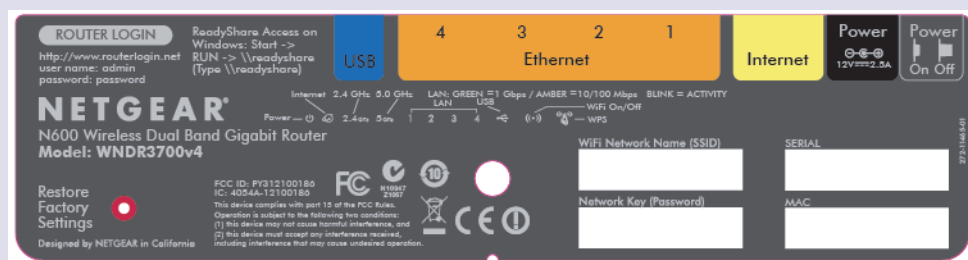 ROUTER LOGIN
http://www.routerlogin.net
user name: admin
password: password
ReadyShare Access on
Windows: Start ->
RUN -> \\readyshare
(Type \\readyshare)
USB
4 3 2 1
Ethernet
Internet
Power
12V 2.5A
Power
On Off
NETGEAR®
N600 Wireless Dual Band Gigabit Router
Model: WNDR3700v4
Internet 2.4 GHz 5.0 GHz LAN: GREEN =1 Gbps / AMBER =10/100 Mbps BLINK = ACTIVITY
LAN USB WiFi On/Off
Power 2.4GHz 5GHz 1 2 3 4 WPS
WiFi Network Name (SSID)
SERIAL
Network Key (Password)
MAC
272-11465-01
Restore
Factory
Settings
Designed by NETGEAR in California
FCC ID: PY312100186
IC: 4054A-12100186
This device complies with part 15 of the FCC Rules.
Operation is subject to the following two conditions:
(1) this device may not cause harmful interference, and
(2) this device must accept any interference received,
including interference that may cause undesired operation.
FC
N10947
Z1057
10
CE